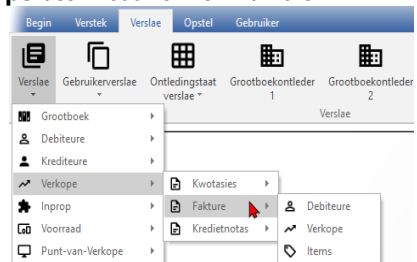 Begin Verstek Verslae Opstel Gebruiker
Verslae Gebruikerverslae Ontledingstaat verslae Grootboekontleder 1 Grootboekontleder 2
Verslae
Grootboek
Debiteure
Krediteure
Verkope Kwotasies
Inprop Fakture Debiteure
Voorraad Kredietnotas Verkope
Punt-van-Verkope Items